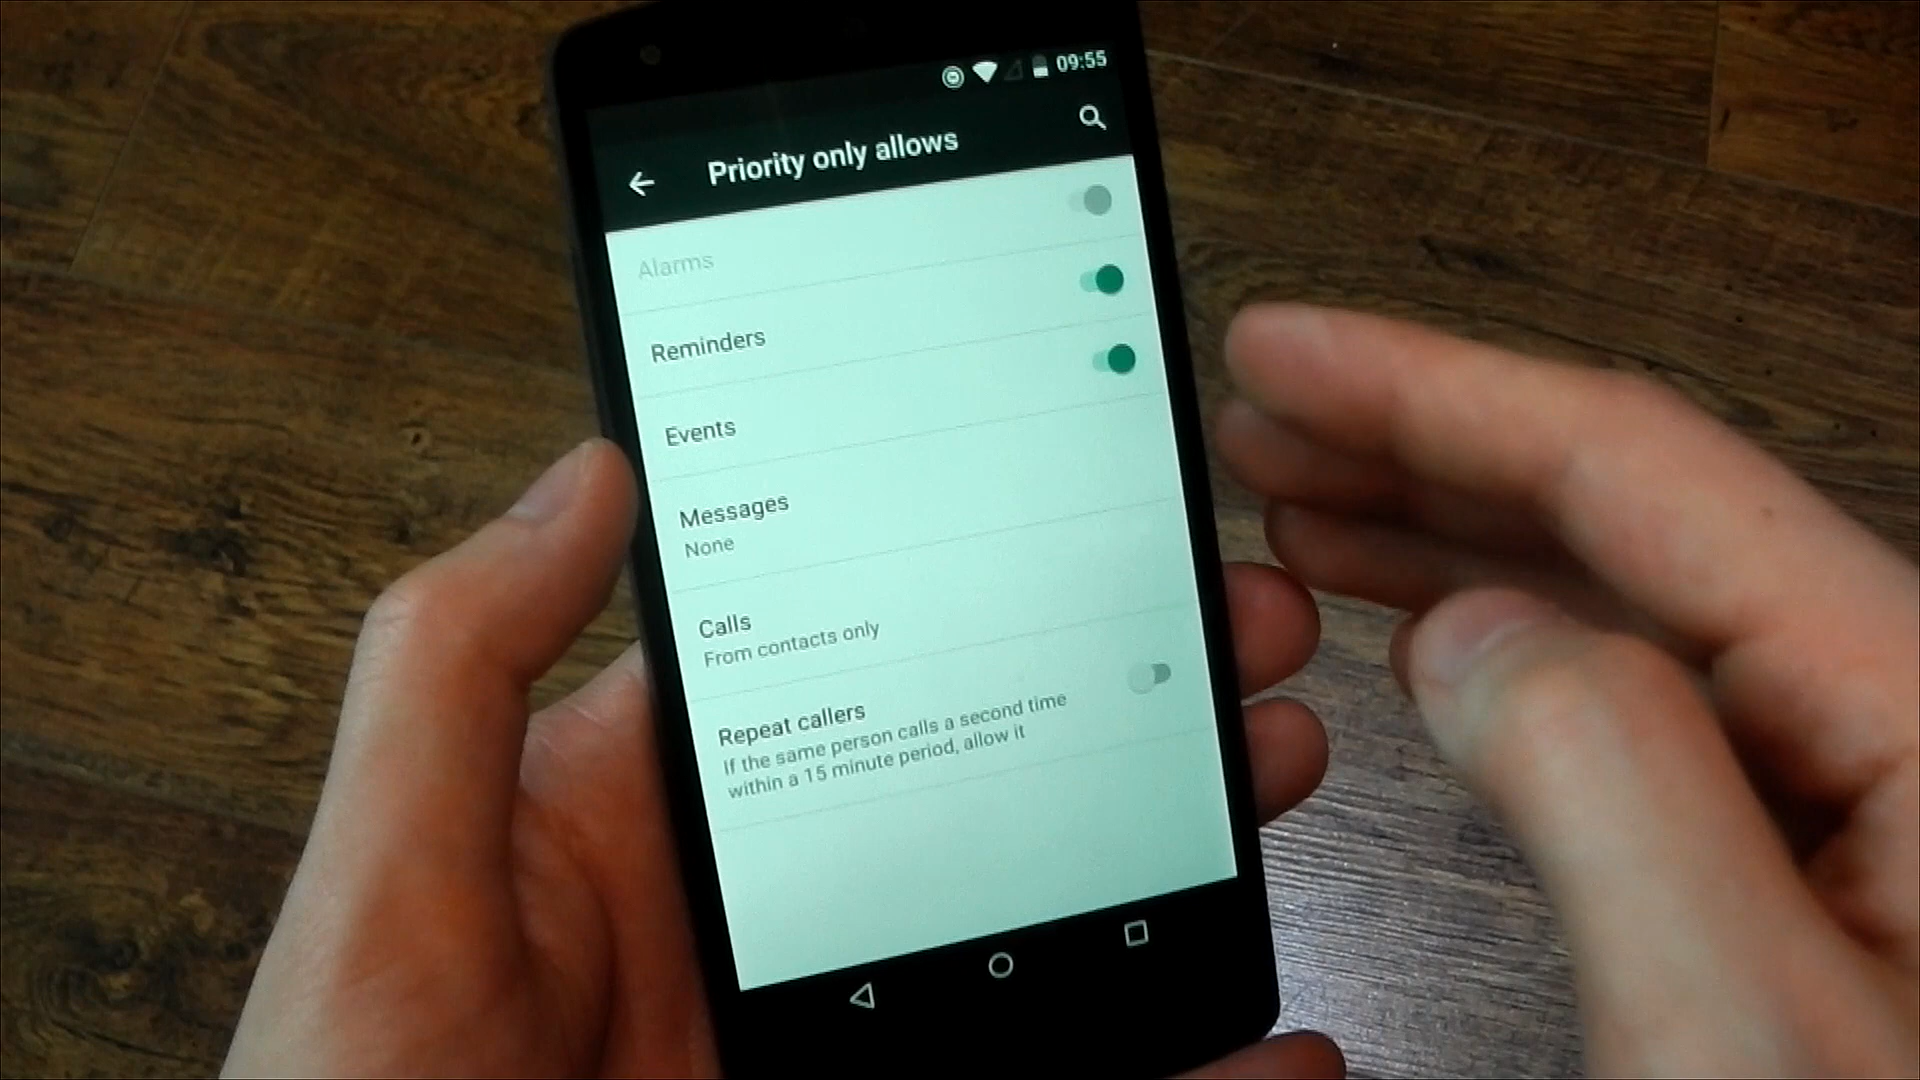 09:55
Priority only allows
Alarms
Reminders
Events
Messages
None
Calls
From contacts only
Repeat callers
If the same person calls a second time
within a 15 minute period, allow it